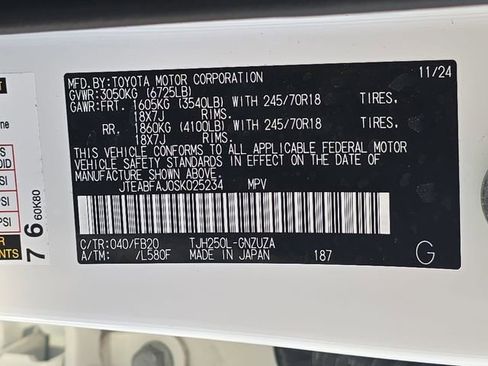 MFD.BY:TOYOTA MOTOR CORPORATION 11/24
GVWR:3050KG (6725LB)
GAWR:FRT. 1605KG (3540LB) WITH 245/70R18 TIRES.
18X7J RIMS.
RR. 1860KG (4100LB) WITH 245/70R18 TIRES.
18X7J RIMS.
THIS VEHICLE CONFORMS TO ALL APPLICABLE FEDERAL MOTOR
VEHICLE SAFETY STANDARDS IN EFFECT ON THE DATE OF
MANUFACTURE SHOWN ABOVE.
JTEABFAJ0SK025234 MPV
C/TR:040/FB20 TJH250L-GNZUZA
A/TM: /L580F MADE IN JAPAN 187
G
7 6 60K80